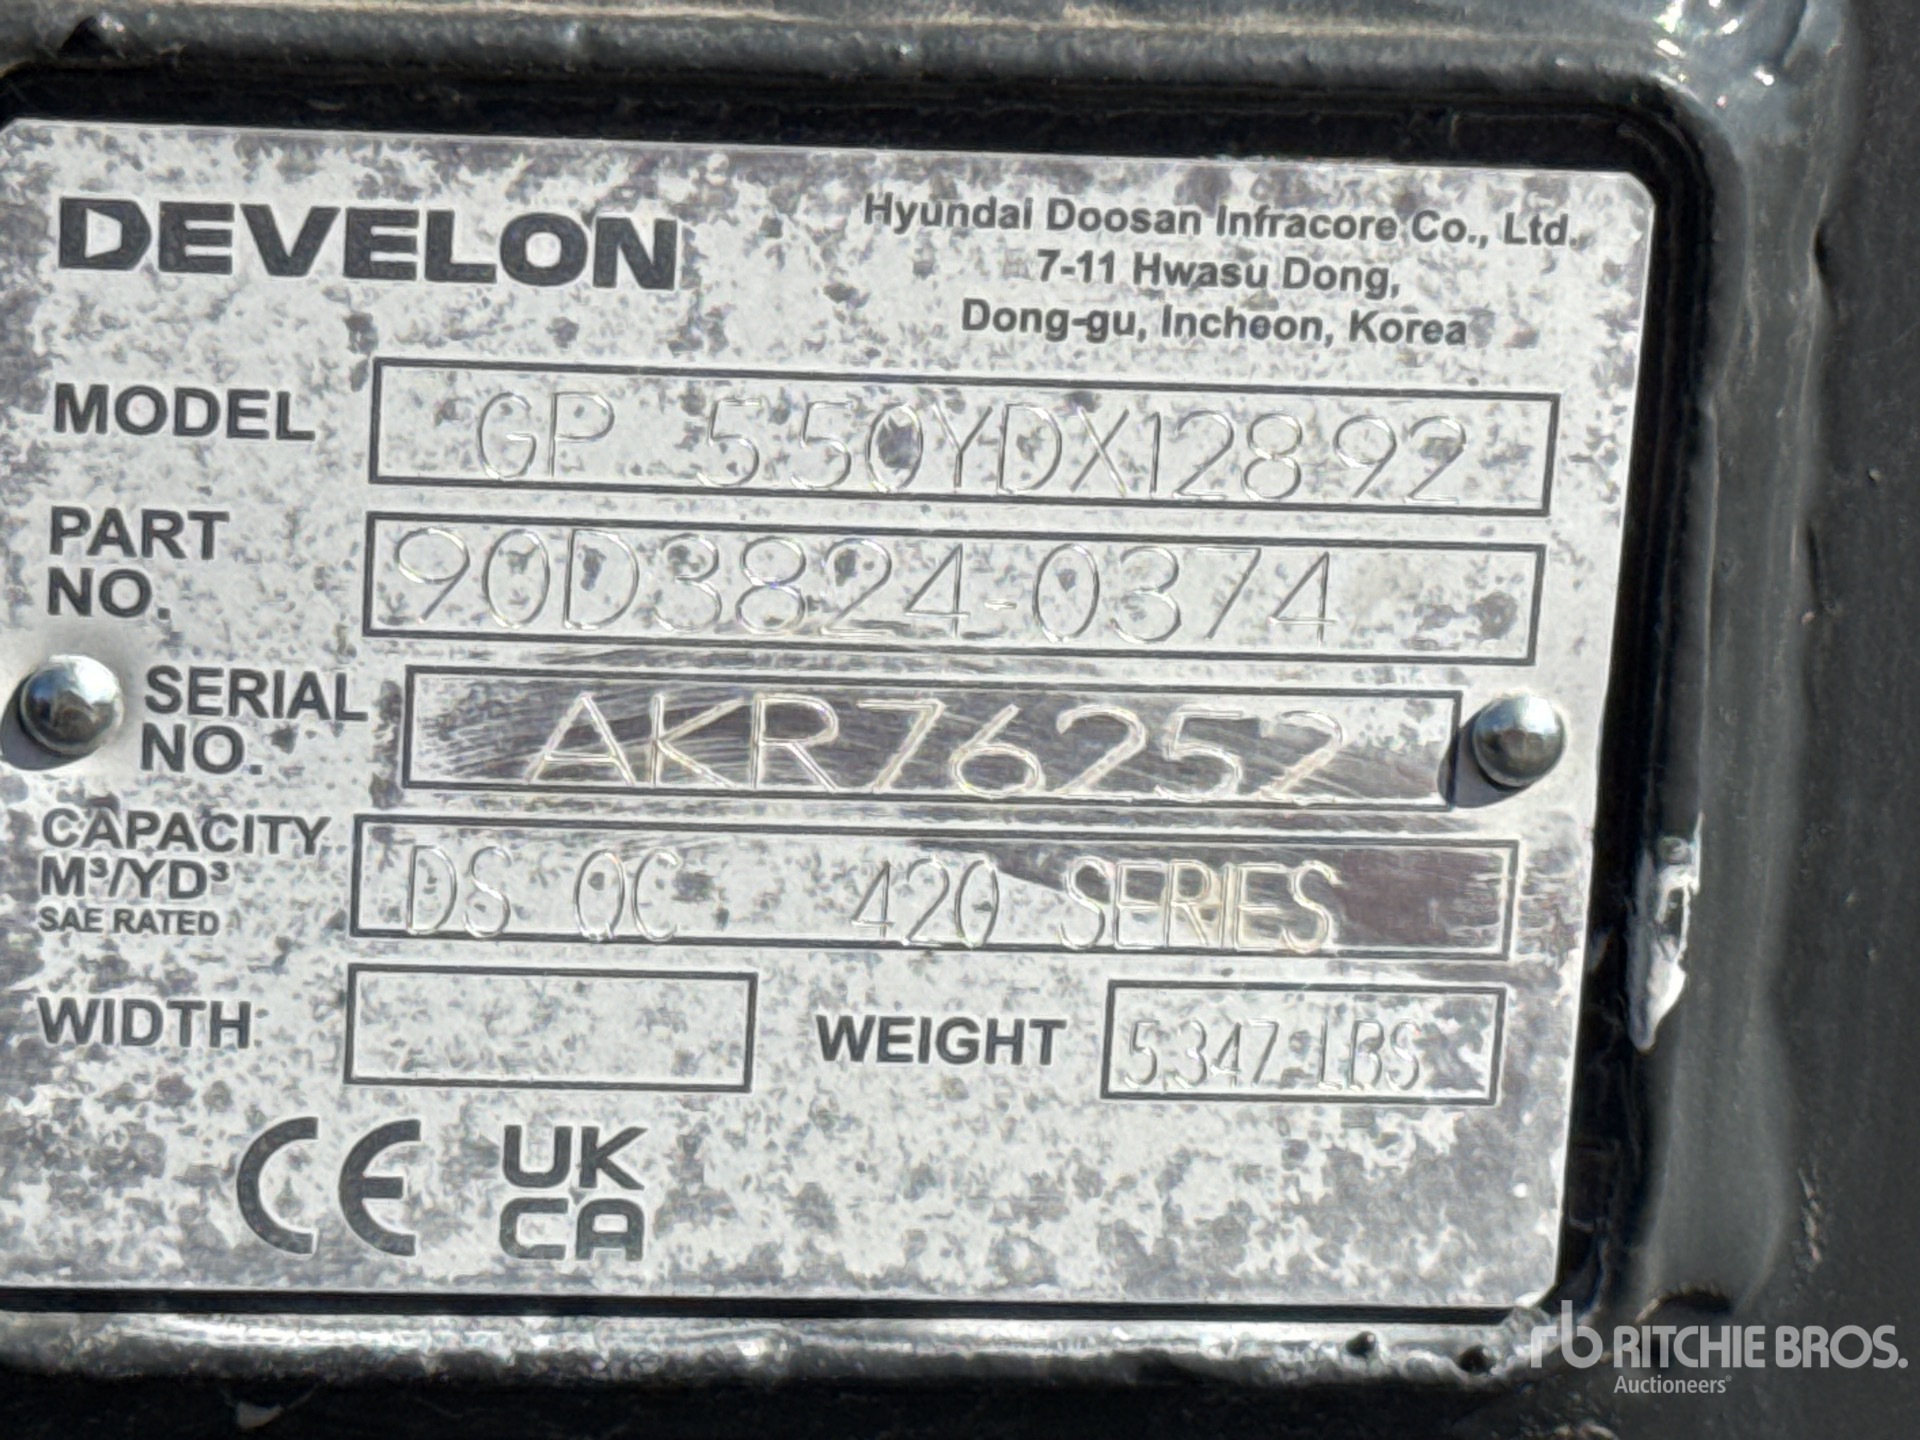 DEVELON
Hyundai Doosan Infracore Co., Ltd.
7-11 Hwasu Dong,
Dong-gu, Incheon, Korea
MODEL GP 5.50YDX128 92
PART NO. 90D3824-0374
SERIAL NO. AKR76252
CAPACITY M³/YD³ SAE RATED DS QC 420 SERIES
WIDTH
WEIGHT 5347 LBS
CE
UK
CA
rb RITCHIE BROS.
Auctioneers